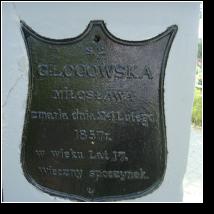 Ś.P.
GŁOGOWSKA
MIŁOSŁAWA
zmarła dnia 24 Lutego
1857r.
w wieku Lat 17,
wieczny spoczynek.